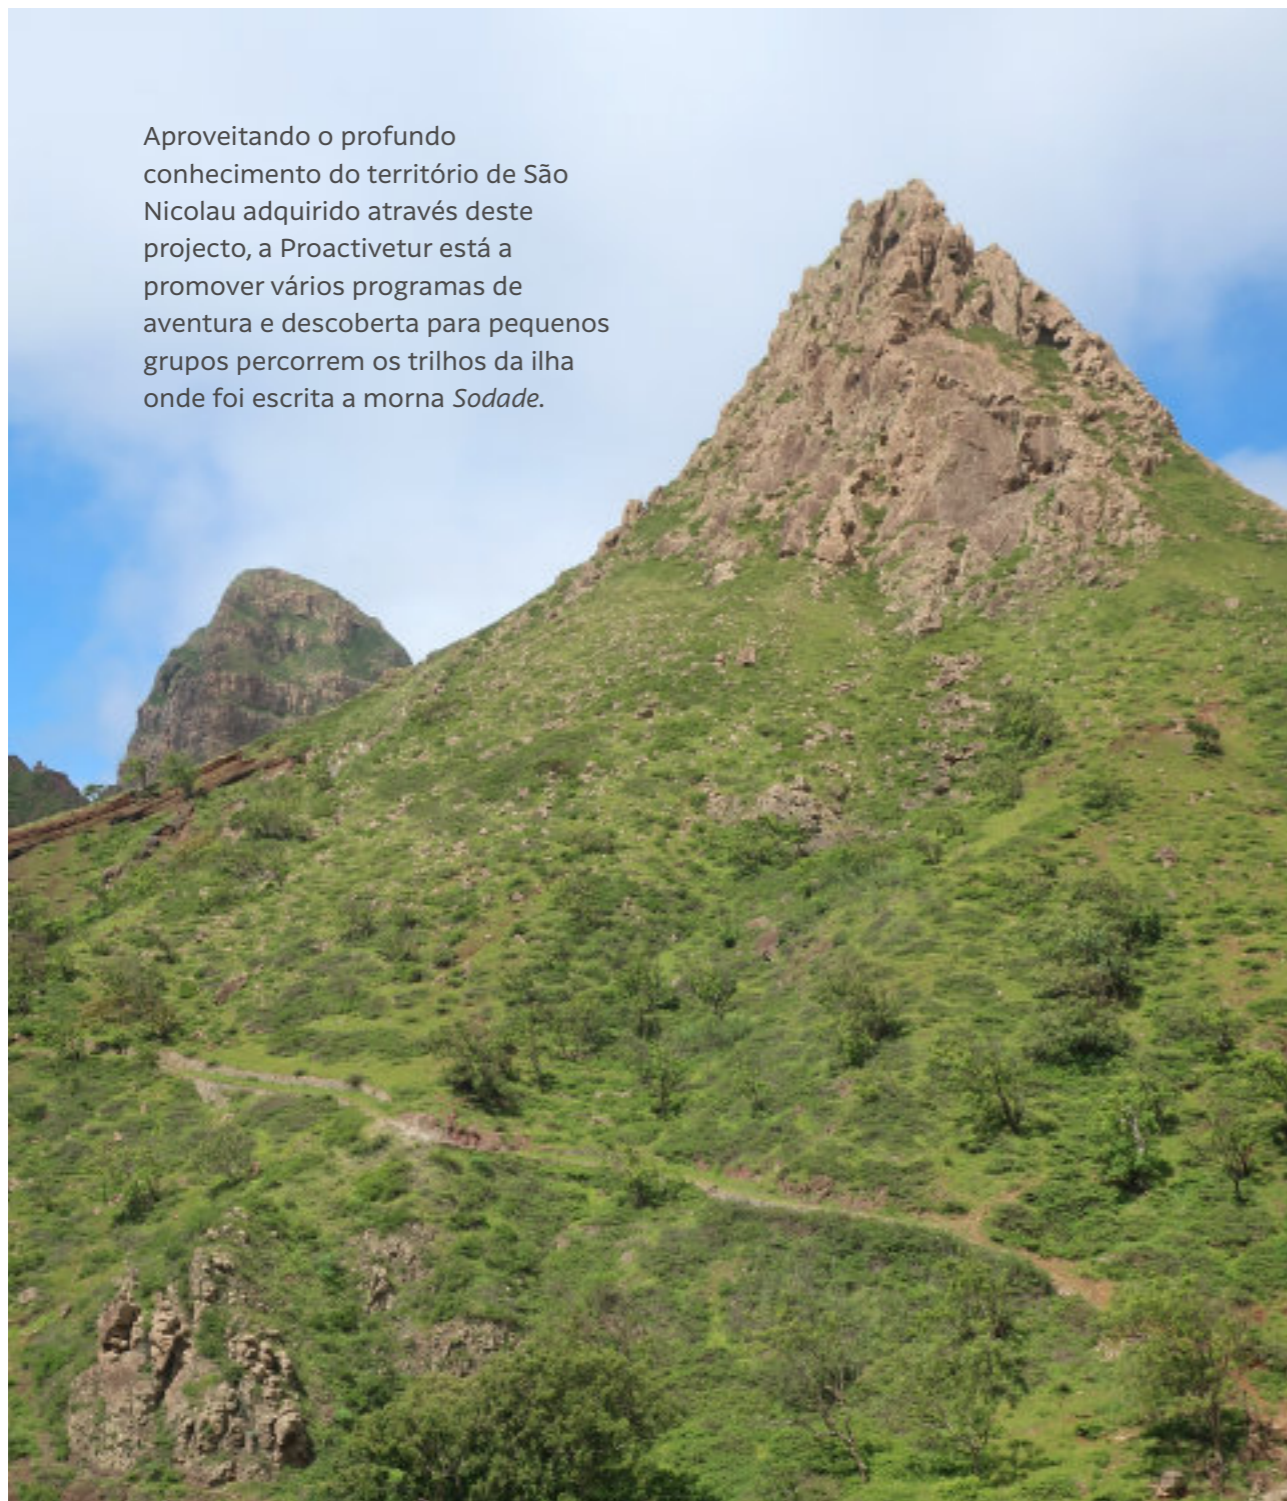 Aproveitando o profundo
conhecimento do território de São
Nicolau adquirido através deste
projecto, a Proactivetur está a
promover vários programas de
aventura e descoberta para pequenos
grupos percorrem os trilhos da ilha
onde foi escrita a morna Sodade.